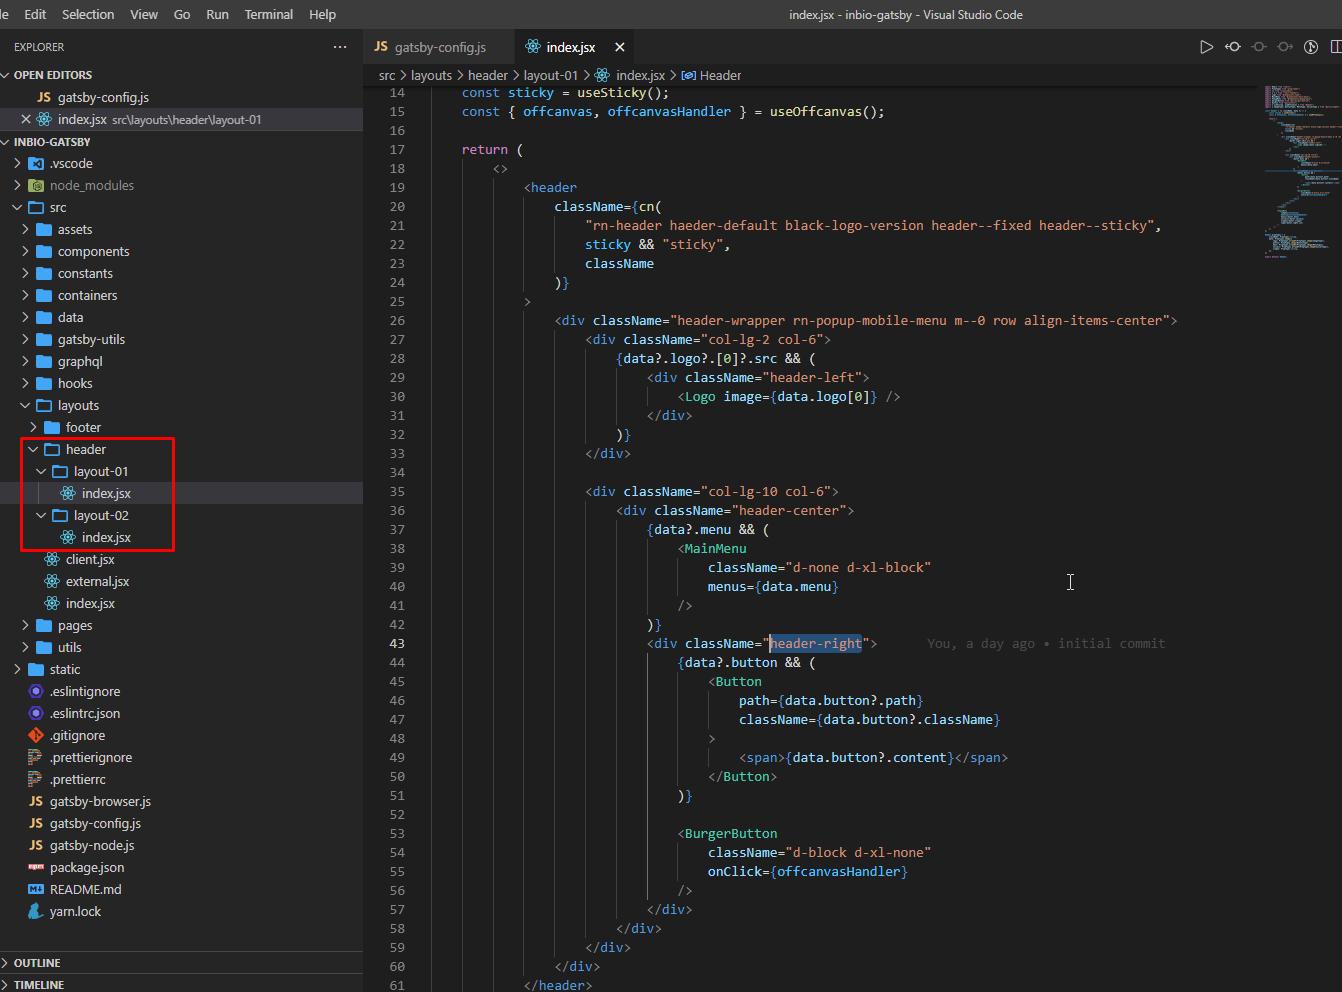 le Edit Selection View Go Run Terminal Help index.jsx - inbio-gatsby - Visual Studio Code
EXPLORER ···
OPEN EDITORS
JS gatsby-config.js
index.jsx src\layouts\header\layout-01
INBIO-GATSBY
.vscode
node_modules
src
assets
components
constants
containers
data
gatsby-utils
graphql
hooks
layouts
footer
header
layout-01
index.jsx
layout-02
index.jsx
client.jsx
external.jsx
index.jsx
pages
utils
static
.eslintignore
.eslintrc.json
.gitignore
.prettierignore
.prettierrc
JS gatsby-browser.js
JS gatsby-config.js
JS gatsby-node.js
package.json
README.md
yarn.lock
OUTLINE
TIMELINE
JS gatsby-config.js index.jsx
src > layouts > header > layout-01 > index.jsx > Header
14 const sticky = useSticky();
15 const { offcanvas, offcanvasHandler } = useOffcanvas();
16
17 return (
18 <>
19 <header
20 className={cn(
21 "rn-header haeder-default black-logo-version header--fixed header--sticky",
22 sticky && "sticky",
23 className
24 )}
25 >
26 <div className="header-wrapper rn-popup-mobile-menu m--0 row align-items-center">
27 <div className="col-lg-2 col-6">
28 {data?.logo?.[0]?.src && (
29 <div className="header-left">
30 <Logo image={data.logo[0]} />
31 </div>
32 )}
33 </div>
34
35 <div className="col-lg-10 col-6">
36 <div className="header-center">
37 {data?.menu && (
38 <MainMenu
39 className="d-none d-xl-block"
40 menus={data.menu}
41 />
42 )}
43 <div className="header-right"> You, a day ago • initial commit
44 {data?.button && (
45 <Button
46 path={data.button?.path}
47 className={data.button?.className}
48 >
49 <span>{data.button?.content}</span>
50 </Button>
51 )}
52
53 <BurgerButton
54 className="d-block d-xl-none"
55 onClick={offcanvasHandler}
56 />
57 </div>
58 </div>
59 </div>
60 </div>
61 </header>